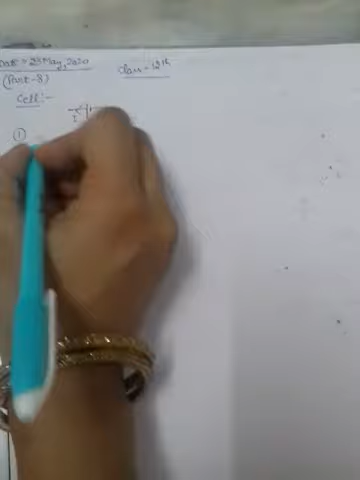 Date → 23 May, 2020
Class - 12th
(Part-8)
Cell:-
I
①